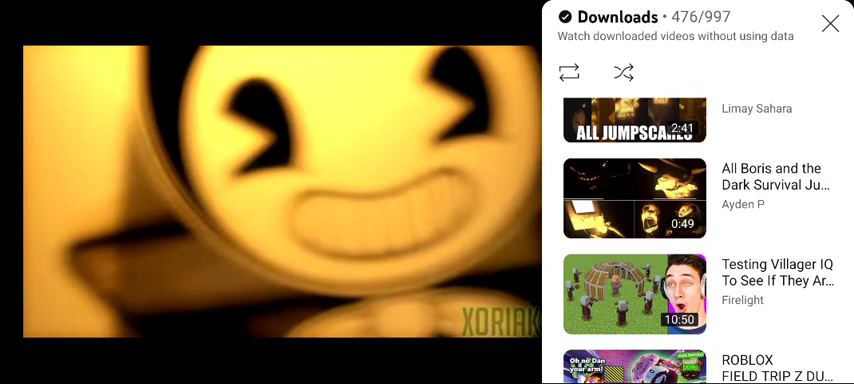 XORIAK
Downloads • 476/997
Watch downloaded videos without using data
ALL JUMPSCARES
2:41
Limay Sahara
All Boris and the
Dark Survival Ju...
Ayden P
0:49
Testing Villager IQ
To See If They Ar...
Firelight
10:50
Oh no Dan
your arm!
ROBLOX
FIELD TRIP Z DU...